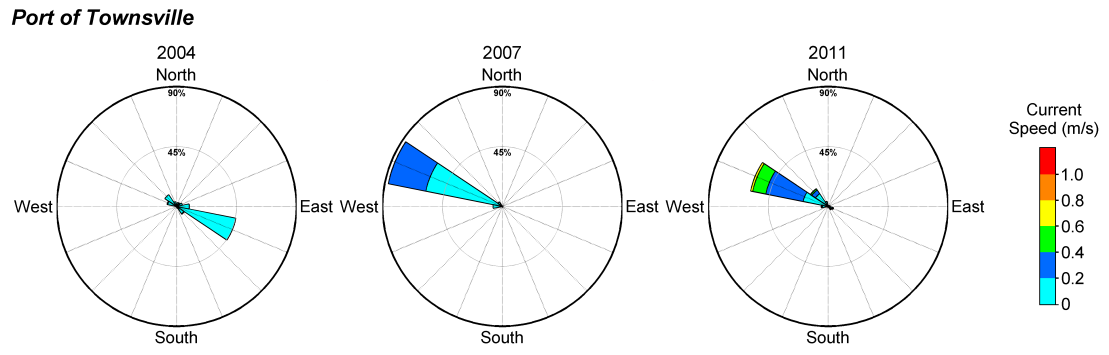 Port of Townsville
2004 2007 2011
North North North
90% 90% 90%
Current
Speed (m/s)
45% 45% 45%
1.0
0.8
West East West East West East
0.6
0.4
0.2
0
South South South